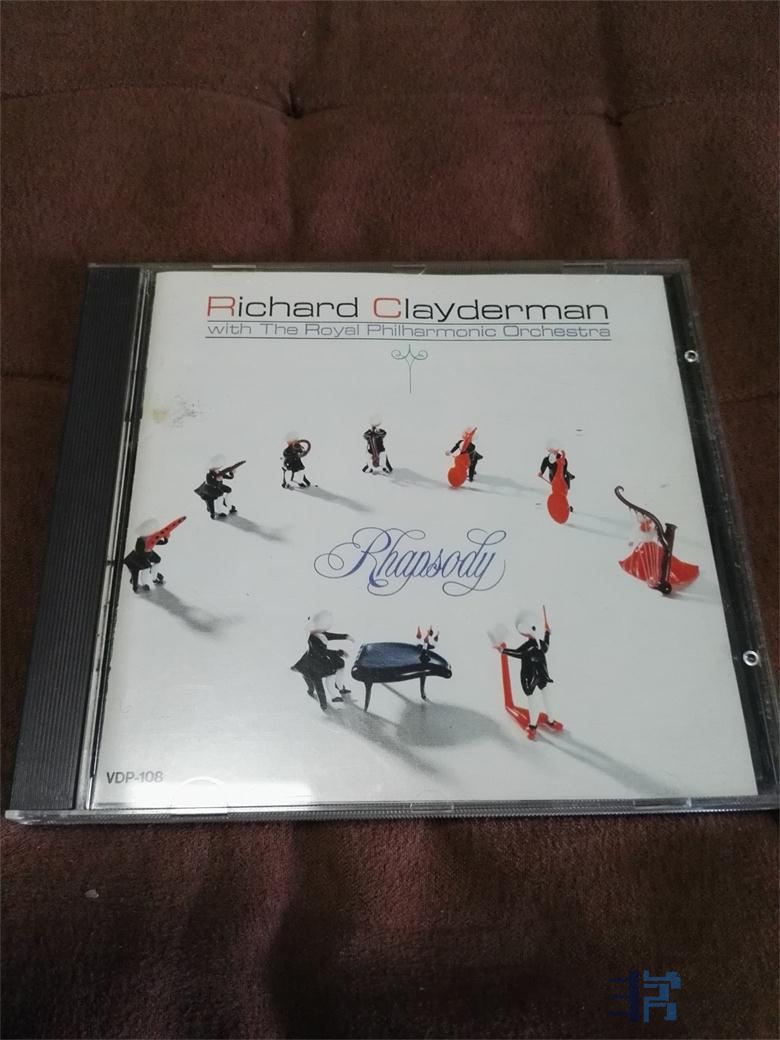 Richard Clayderman
with The Royal Philharmonic Orchestra
Rhapsody
VDP-108